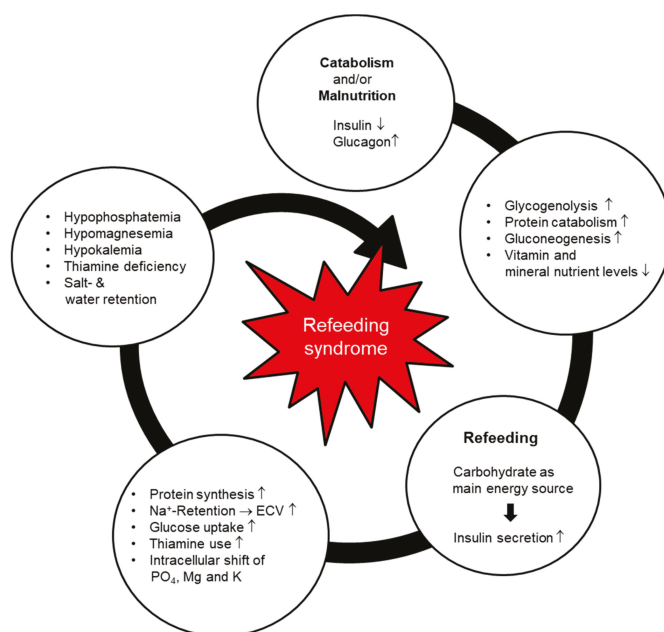 Catabolism
and/or
Malnutrition
Insulin ↓
Glucagon↑
• Glycogenolysis ↑
• Protein catabolism ↑
• Gluconeogenesis ↑
• Vitamin and
mineral nutrient levels ↓
Refeeding
Carbohydrate as
main energy source
Insulin secretion ↑
• Protein synthesis ↑
• Na⁺-Retention → ECV ↑
• Glucose uptake ↑
• Thiamine use ↑
• Intracellular shift of
PO₄, Mg and K
• Hypophosphatemia
• Hypomagnesemia
• Hypokalemia
• Thiamine deficiency
• Salt- &
water retention
Refeeding
syndrome